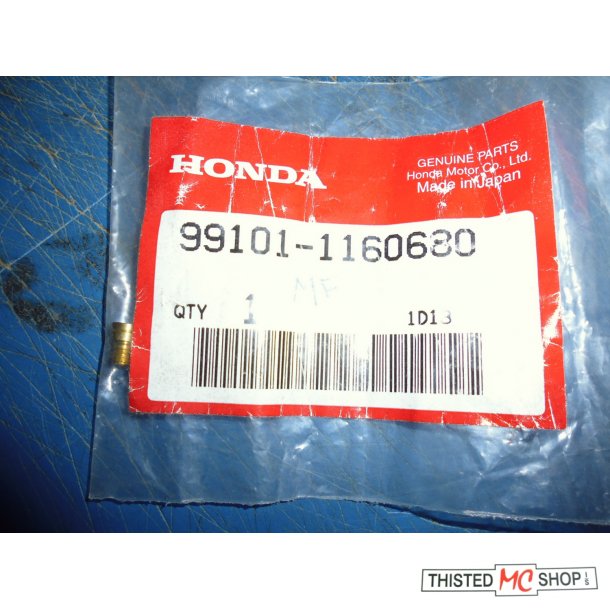 HONDA
GENUINE PARTS
Honda Motor Co., Ltd.
Made in Japan
99101-1160680
QTY 1
1D13
THISTED MC SHOP I/S